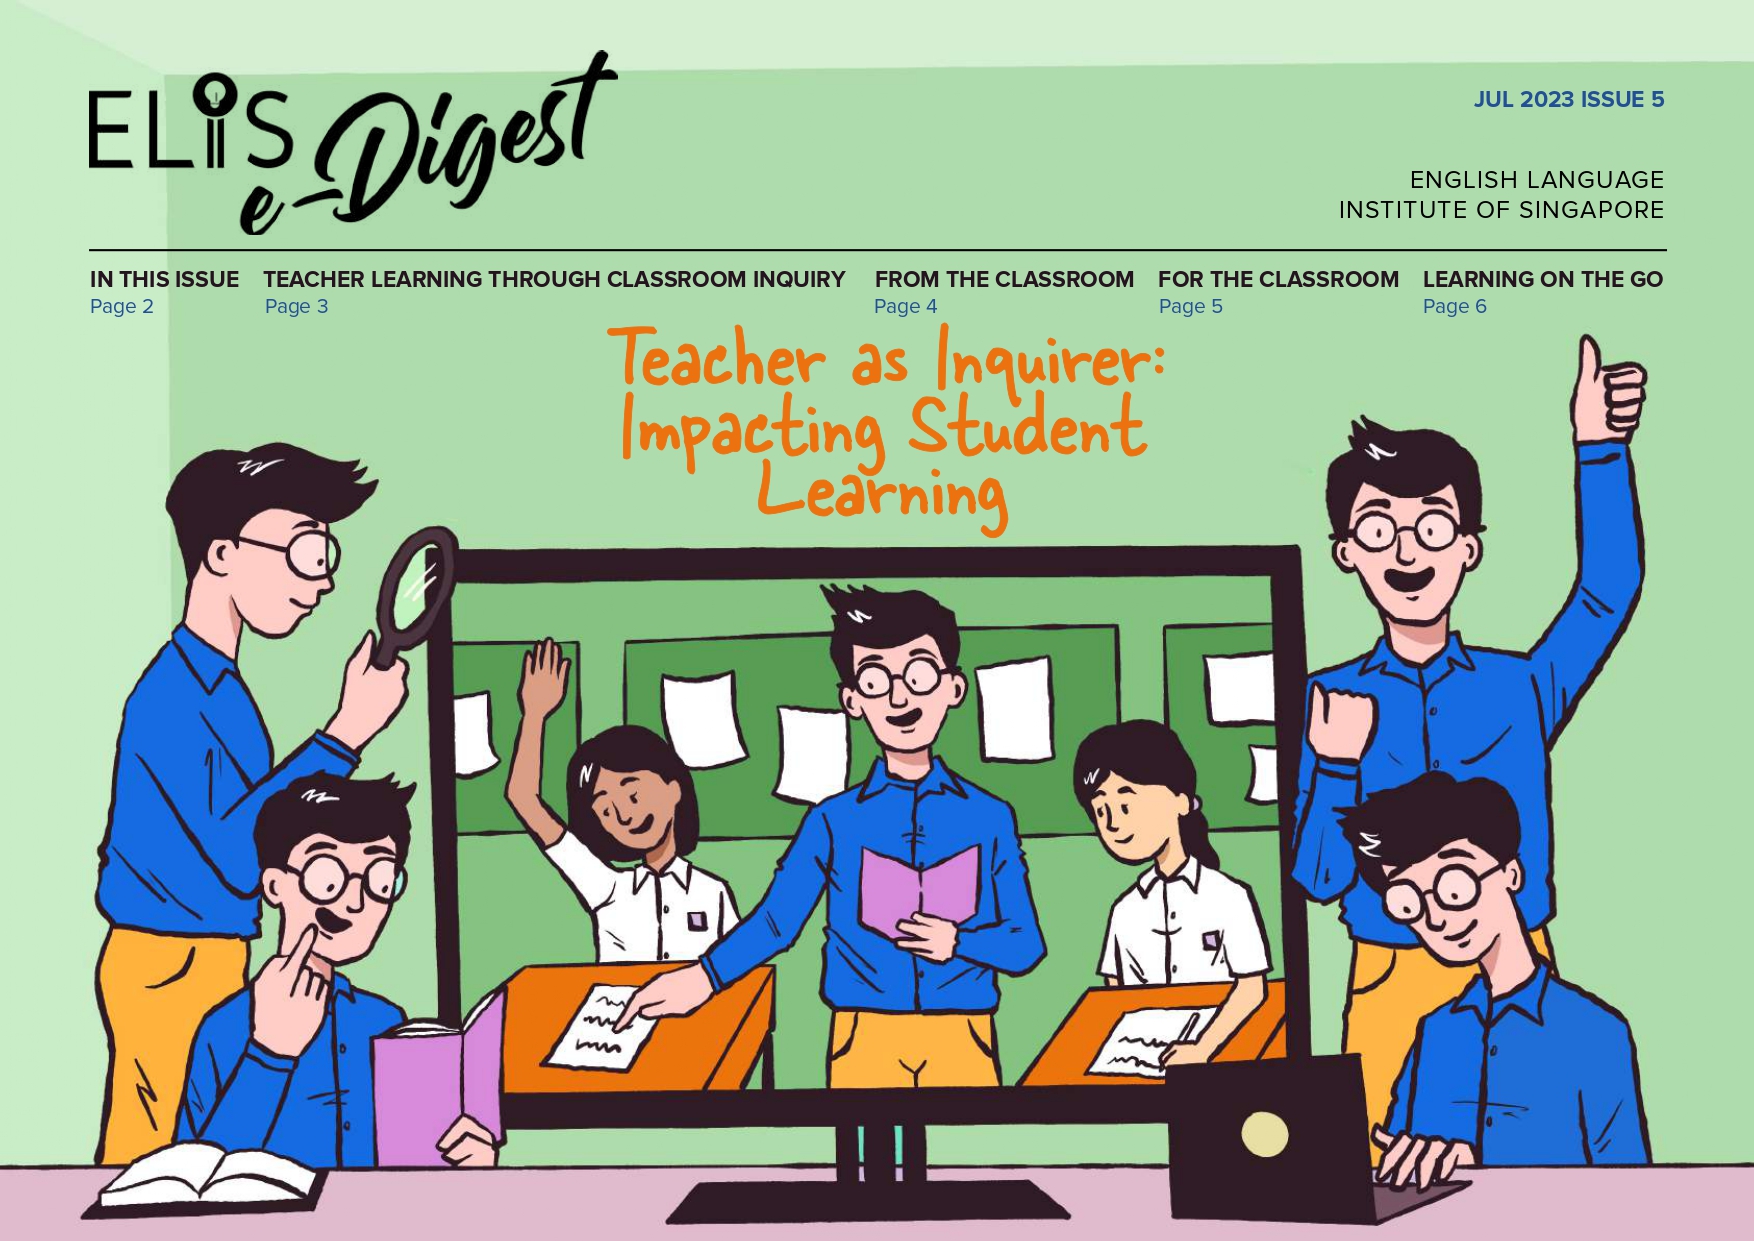 ELIS
e-Digest
JUL 2023 ISSUE 5
ENGLISH LANGUAGE
INSTITUTE OF SINGAPORE
IN THIS ISSUE
Page 2
TEACHER LEARNING THROUGH CLASSROOM INQUIRY
Page 3
FROM THE CLASSROOM
Page 4
FOR THE CLASSROOM
Page 5
LEARNING ON THE GO
Page 6
Teacher as Inquirer:
Impacting Student
Learning